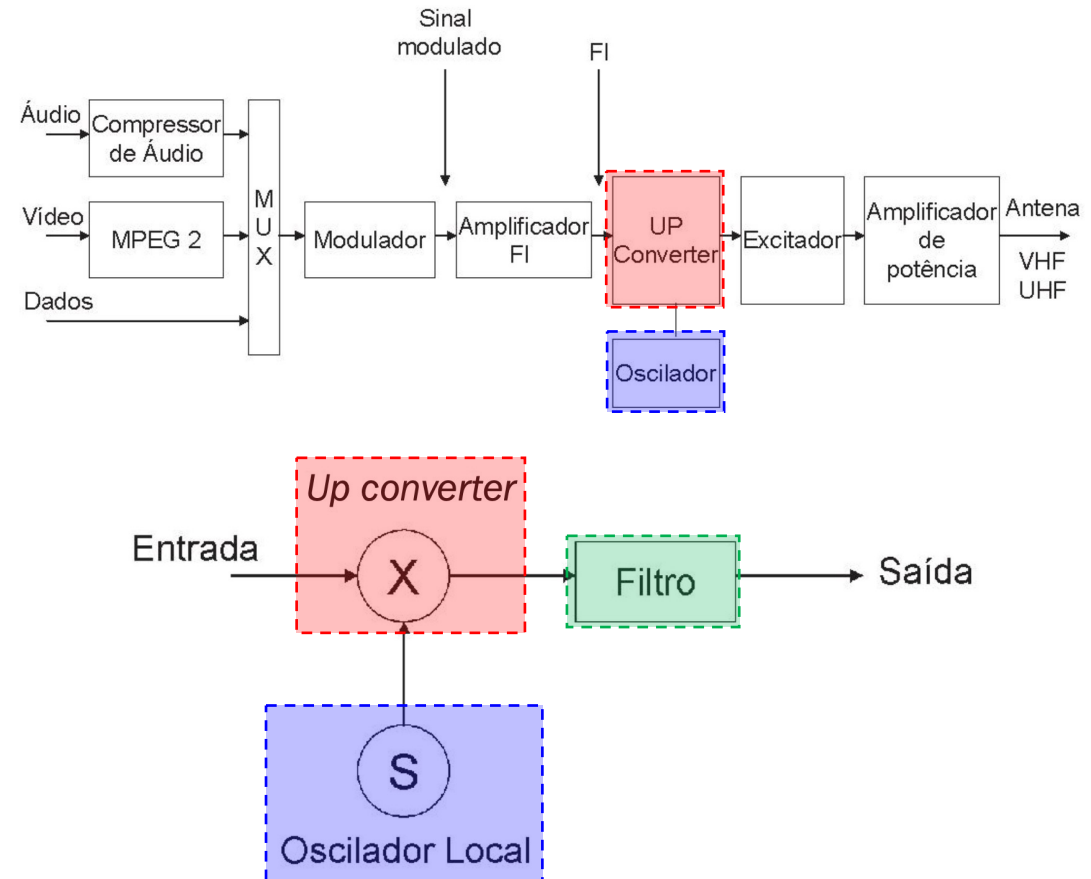 Sinal
modulado
FI
Áudio
Compressor
de Áudio
Vídeo
MPEG 2
Dados
M
U
X
Modulador
Amplificador
FI
UP
Converter
Oscilador
Excitador
Amplificador
de
potência
Antena
VHF
UHF
Up converter
Entrada
X
Filtro
Saída
S
Oscilador Local